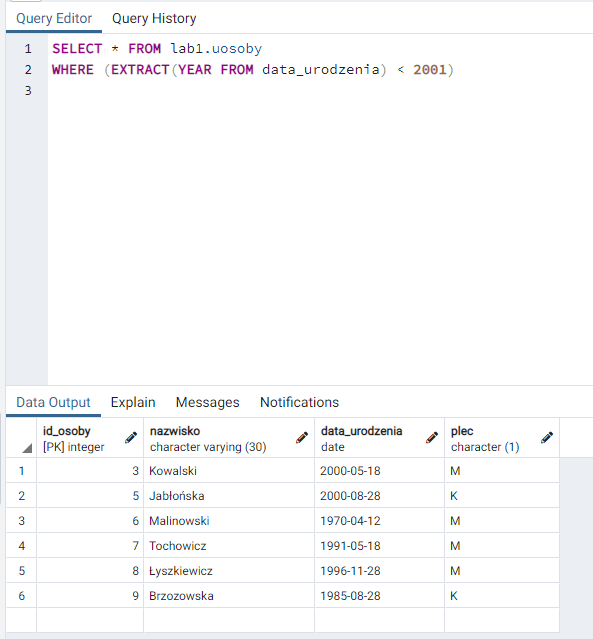 Query Editor Query History
1 SELECT * FROM lab1.uosoby
2 WHERE (EXTRACT(YEAR FROM data_urodzenia) < 2001)
3
Data Output Explain Messages Notifications
id_osoby nazwisko data_urodzenia plec
[PK] integer character varying (30) date character (1)
1 3 Kowalski 2000-05-18 M
2 5 Jabłońska 2000-08-28 K
3 6 Malinowski 1970-04-12 M
4 7 Tochowicz 1991-05-18 M
5 8 Łyszkiewicz 1996-11-28 M
6 9 Brzozowska 1985-08-28 K